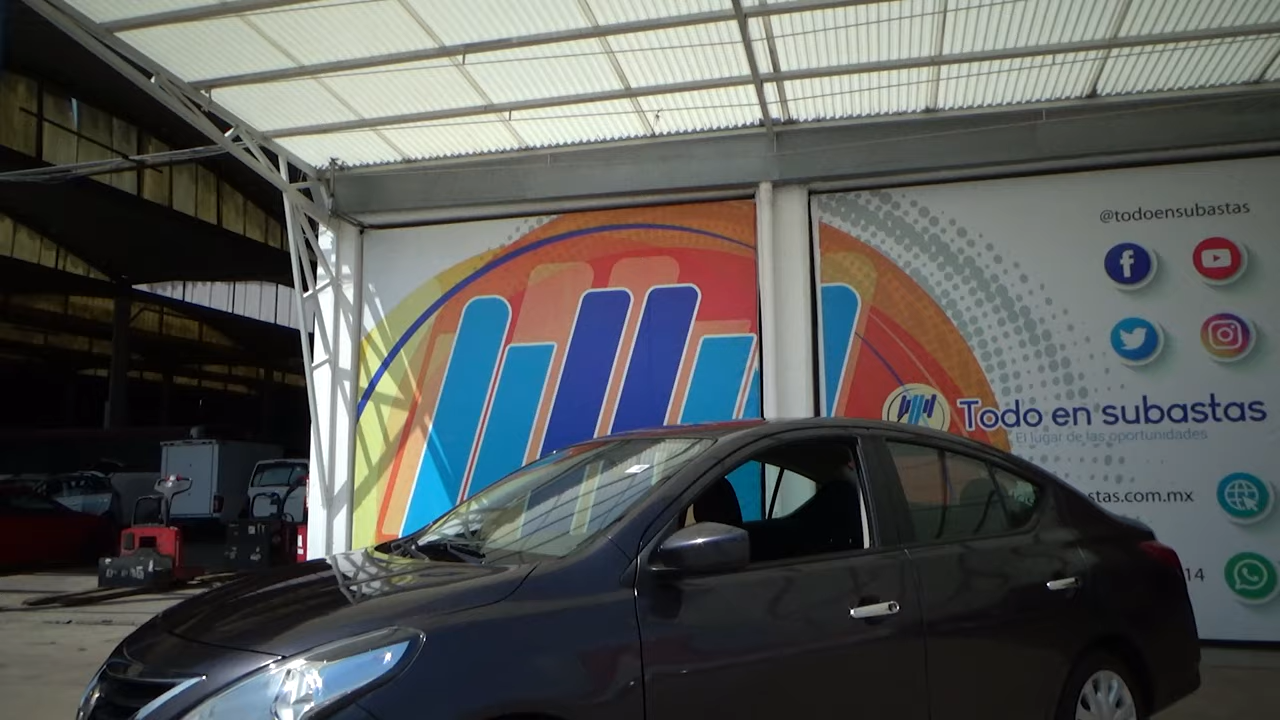 @todoensubastas
Todo en subastas
El lugar de las oportunidades
stas.com.mx
14